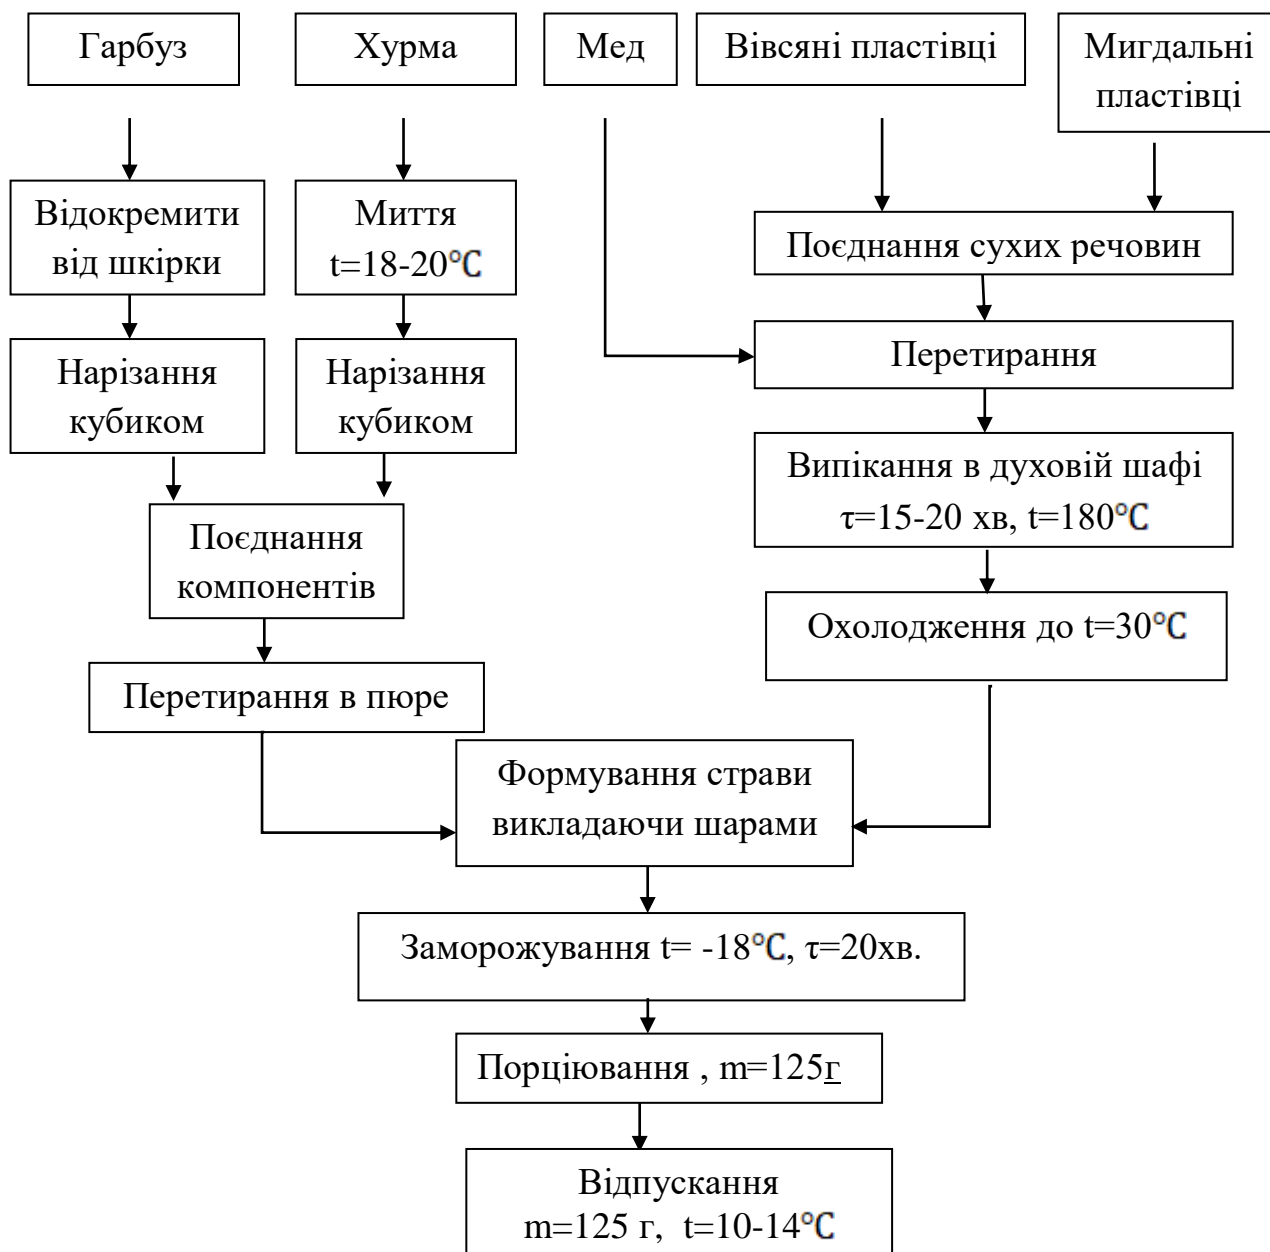 Гарбуз
Хурма
Мед
Вівсяні пластівці
Мигдальні
пластівці
Відокремити
від шкірки
Миття
t=18-20℃
Поєднання сухих речовин
Нарізання
кубиком
Нарізання
кубиком
Перетирання
Випікання в духовій шафі
τ=15-20 хв, t=180℃
Поєднання
компонентів
Охолодження до t=30℃
Перетирання в пюре
Формування страви
викладаючи шарами
Заморожування t= -18℃, τ=20хв.
Порціювання , m=125г
Відпускання
m=125 г, t=10-14℃